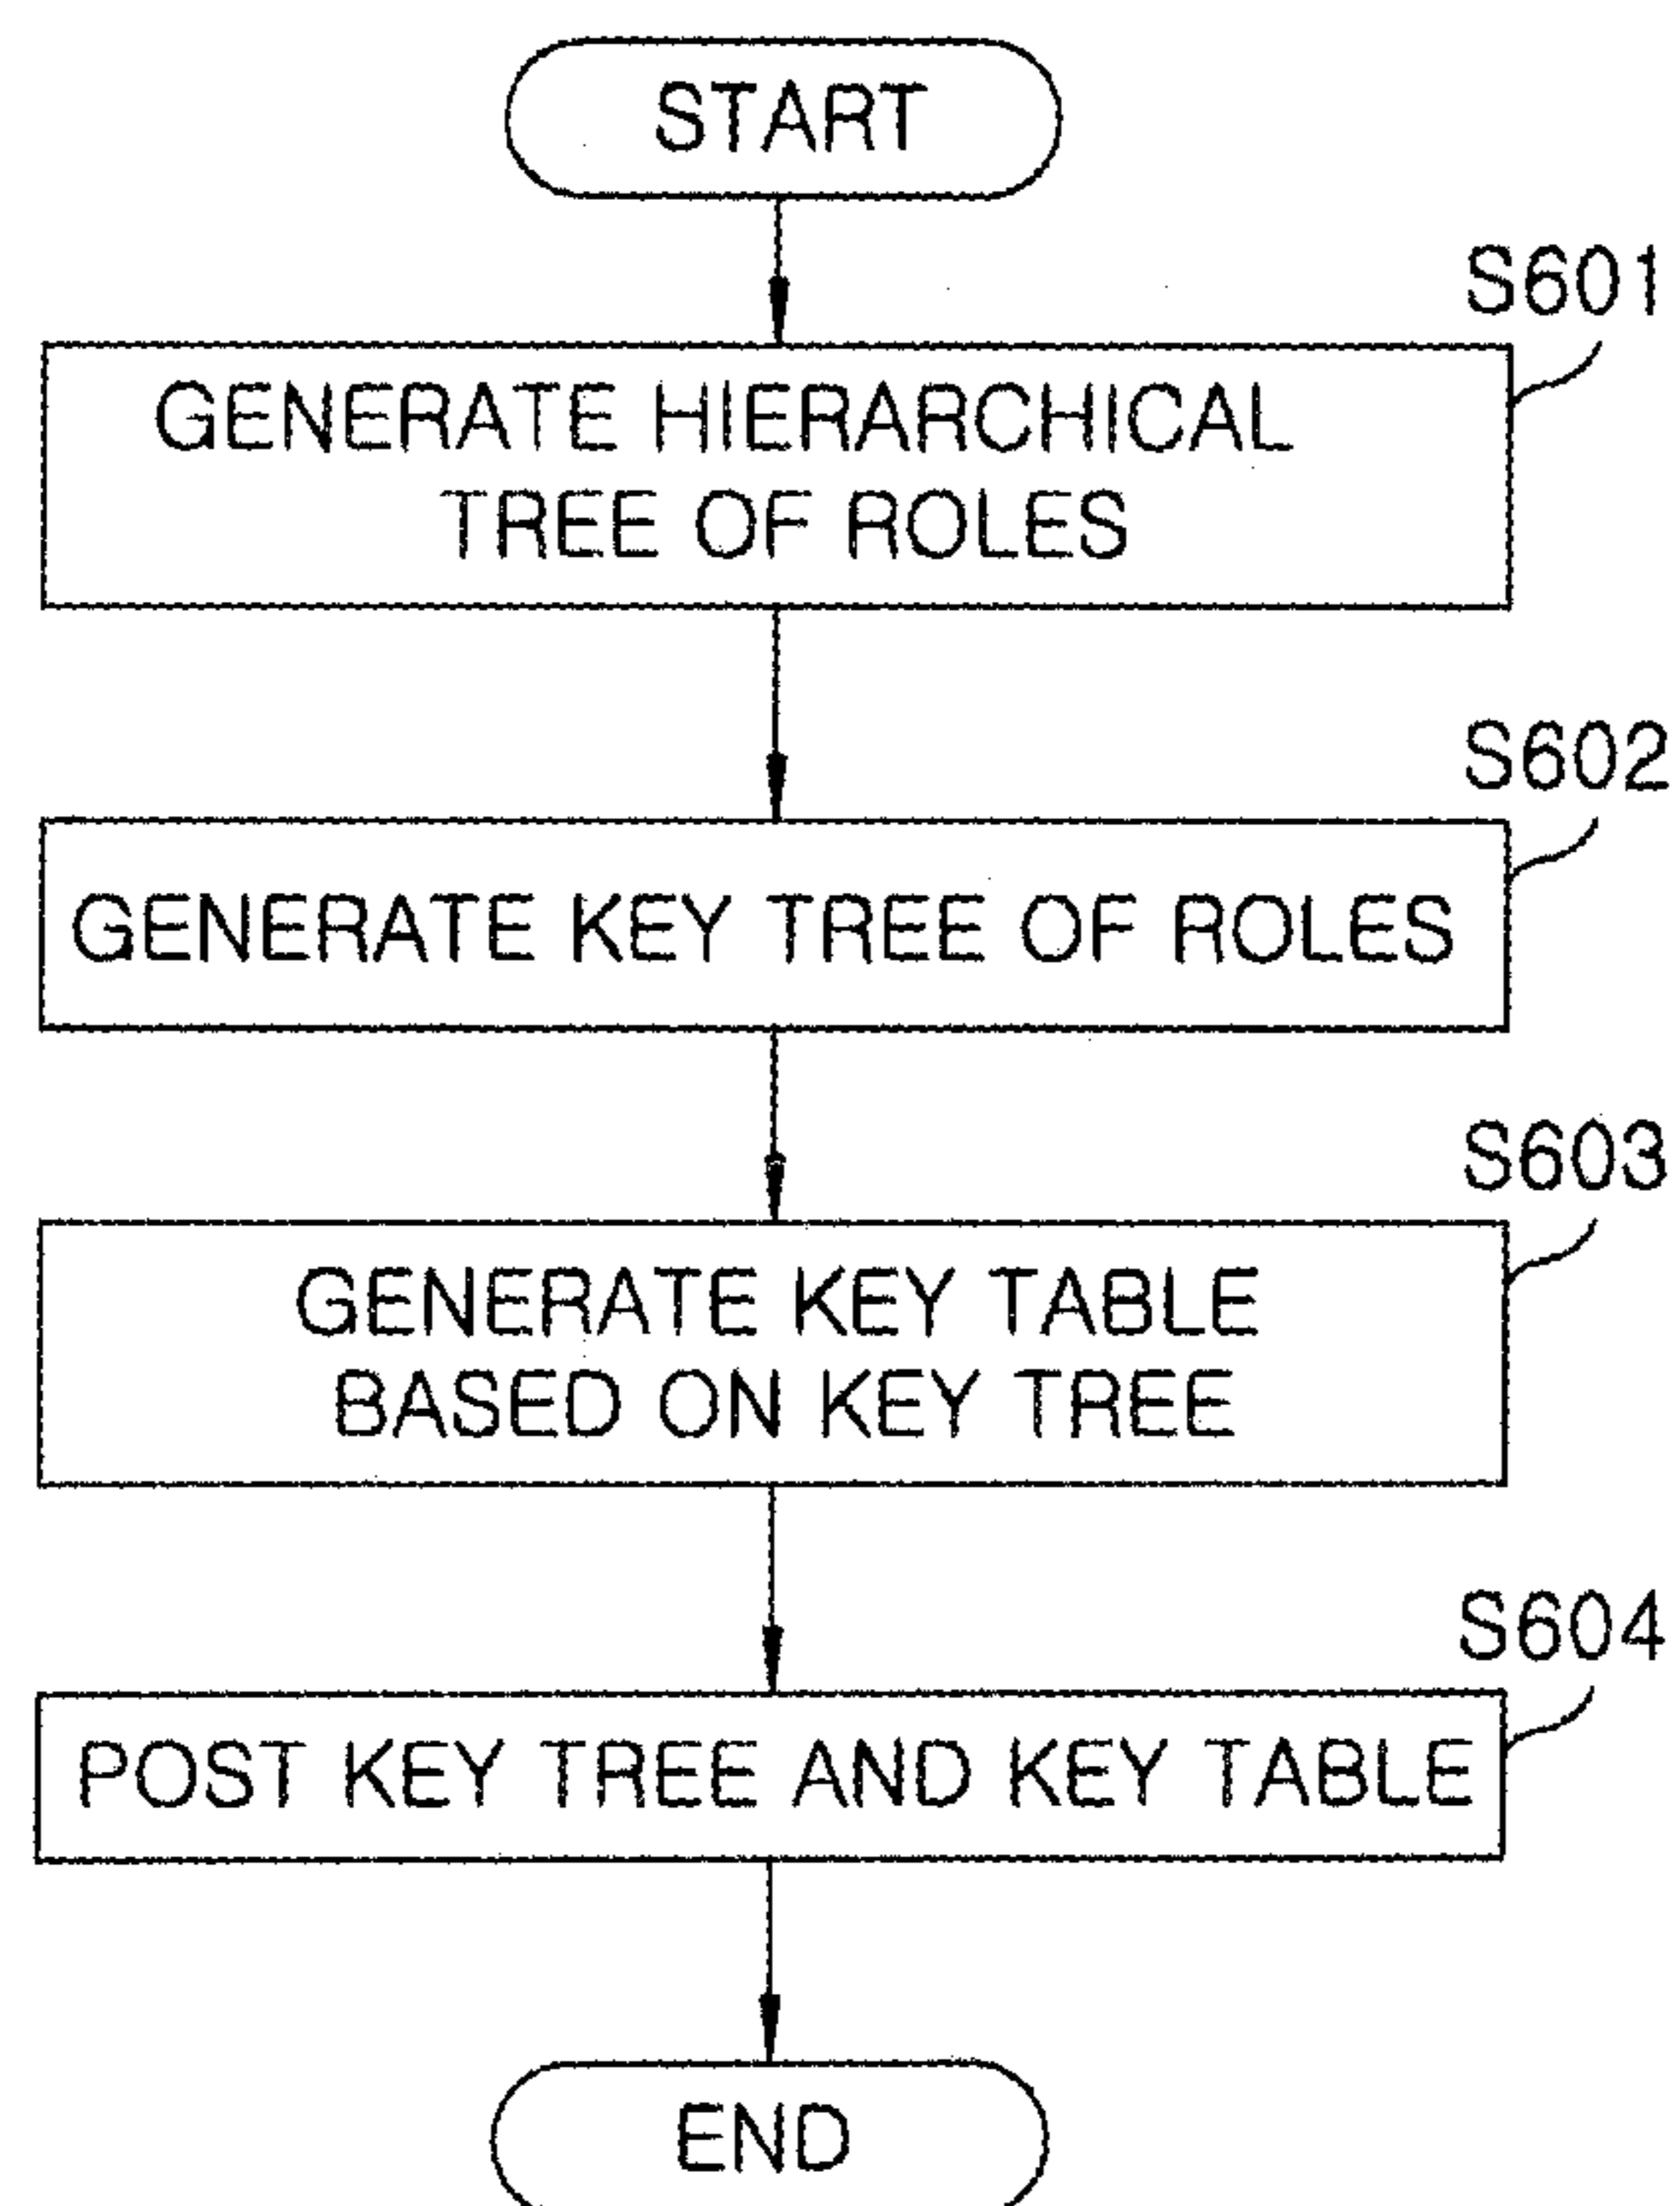 START
S601
GENERATE HIERARCHICAL
TREE OF ROLES
S602
GENERATE KEY TREE OF ROLES
S603
GENERATE KEY TABLE
BASED ON KEY TREE
S604
POST KEY TREE AND KEY TABLE
END